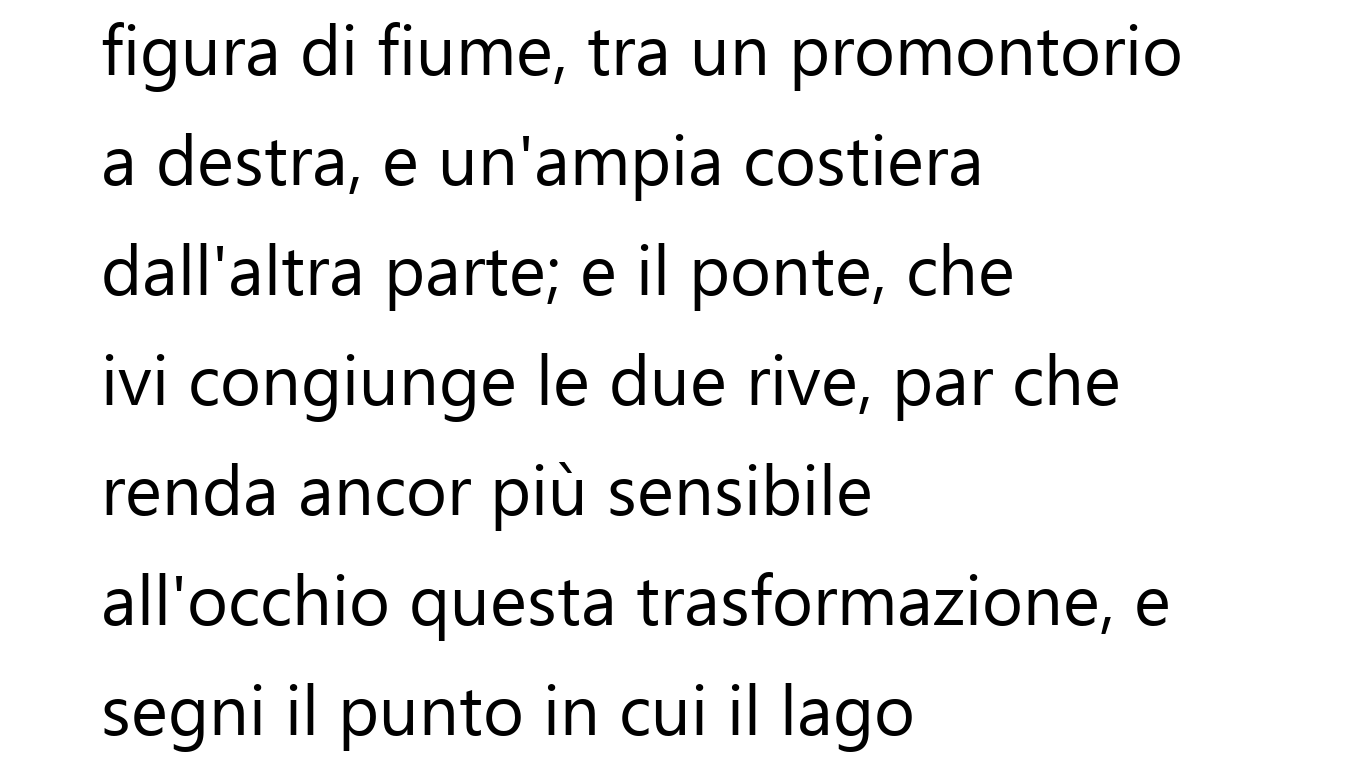 figura di fiume, tra un promontorio
a destra, e un'ampia costiera
dall'altra parte; e il ponte, che
ivi congiunge le due rive, par che
renda ancor più sensibile
all'occhio questa trasformazione, e
segni il punto in cui il lago